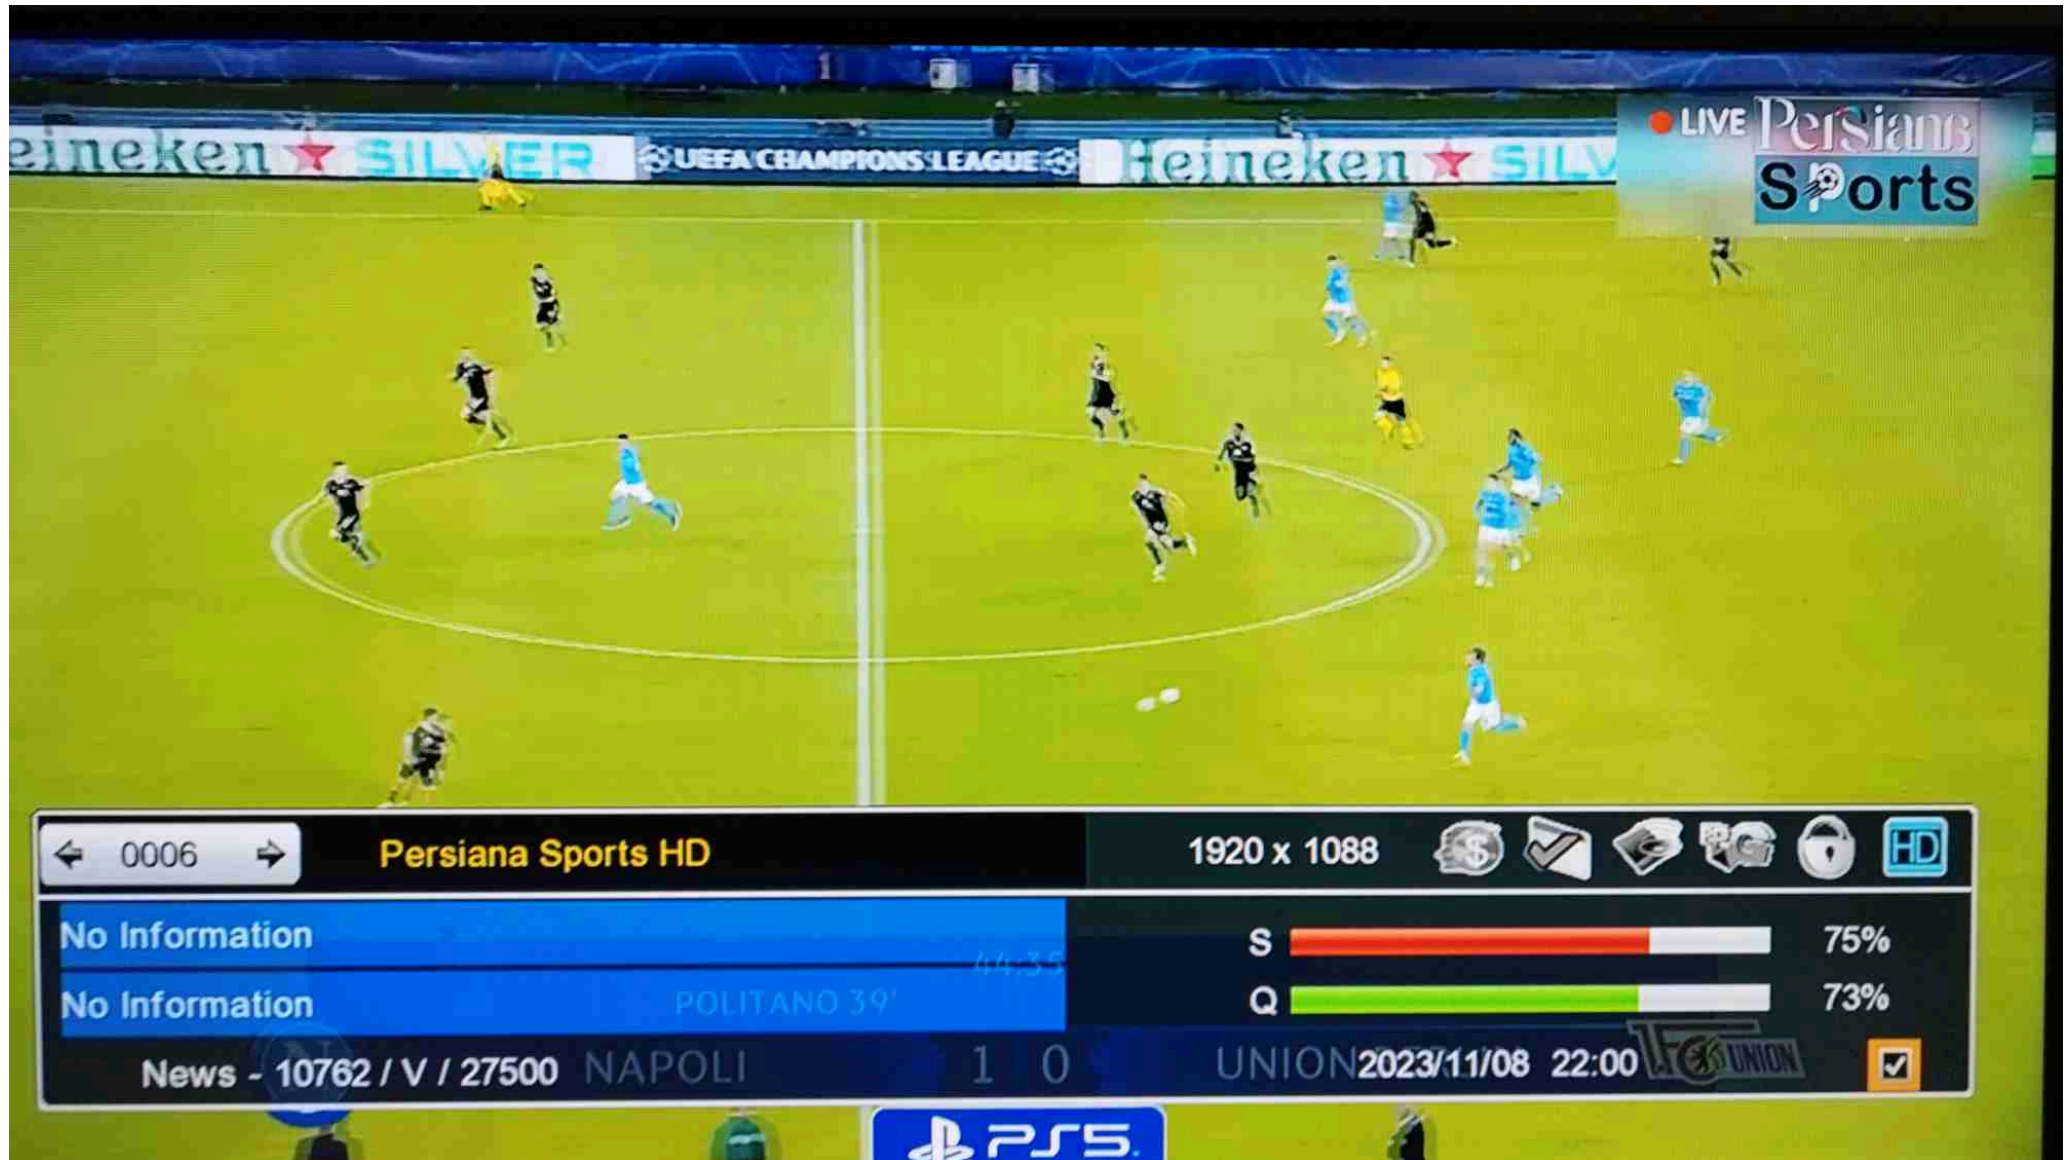 eineken SILVER UEFA CHAMPIONS LEAGUE Heineken SILV
LIVE Persiana
Sports
0006 Persiana Sports HD 1920 x 1088 HD
No Information S 75%
44:35
No Information POLITANO 39' Q 73%
News - 10762 / V / 27500 NAPOLI 1 0 UNION 2023/11/08 22:00 UNION
PS5